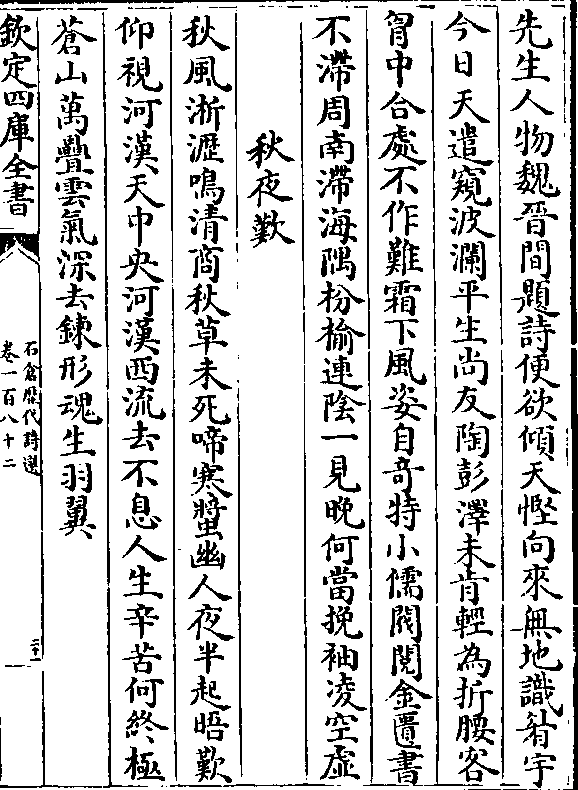 先生人物魏晉間題詩便欲傾天慳向來無地識眉宇
今日天遣窺波瀾平生尚友陶彭澤未肯輕為折腰客
胷中合處不作難霜下風姿自竒特小儒閱金匱書
不滯周南滯海隅枌榆連陰一見晚何當挽袖凌空虛
秋夜歎
秋風淅瀝鳴清商秋草未死啼寒螿幽人夜半起晤歎
仰視河漢天中央河漢西流去不息人生辛苦何終極
蒼山萬疊雲氣深去鍊形魂生羽翼
欽定四庫全書
石倉歷代詩選
卷一百八十二